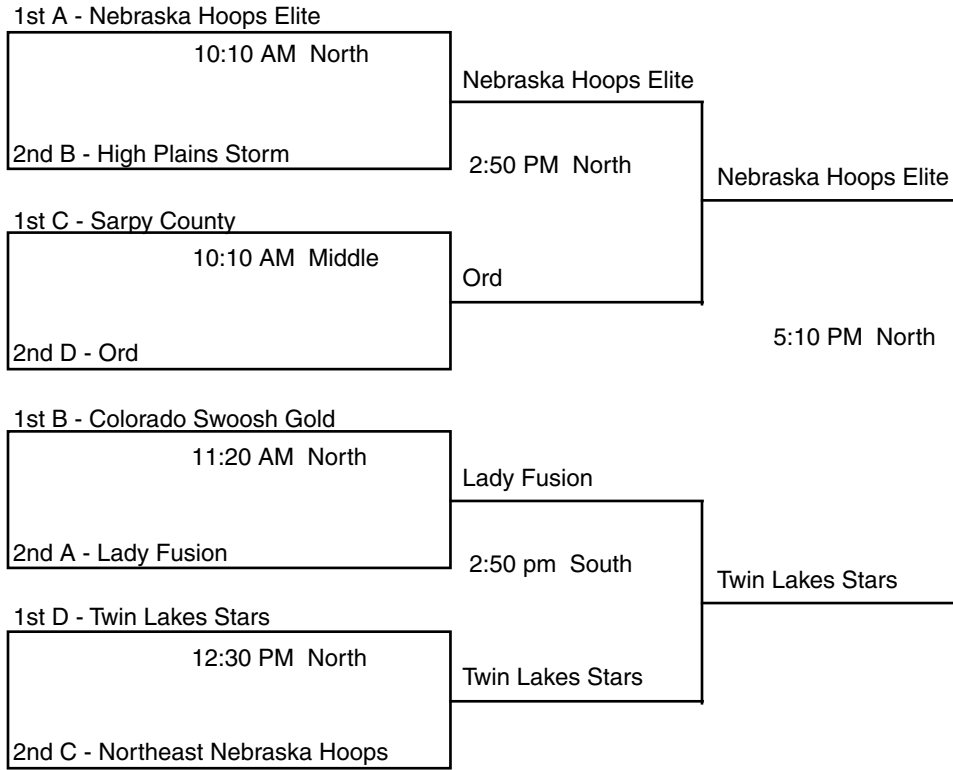 1st A - Nebraska Hoops Elite
10:10 AM  North
Nebraska Hoops Elite
2nd B - High Plains Storm
2:50 PM  North
Nebraska Hoops Elite
1st C - Sarpy County
10:10 AM  Middle
Ord
2nd D - Ord
5:10 PM  North
1st B - Colorado Swoosh Gold
11:20 AM  North
Lady Fusion
2nd A - Lady Fusion
2:50 pm  South
Twin Lakes Stars
1st D - Twin Lakes Stars
12:30 PM  North
Twin Lakes Stars
2nd C - Northeast Nebraska Hoops